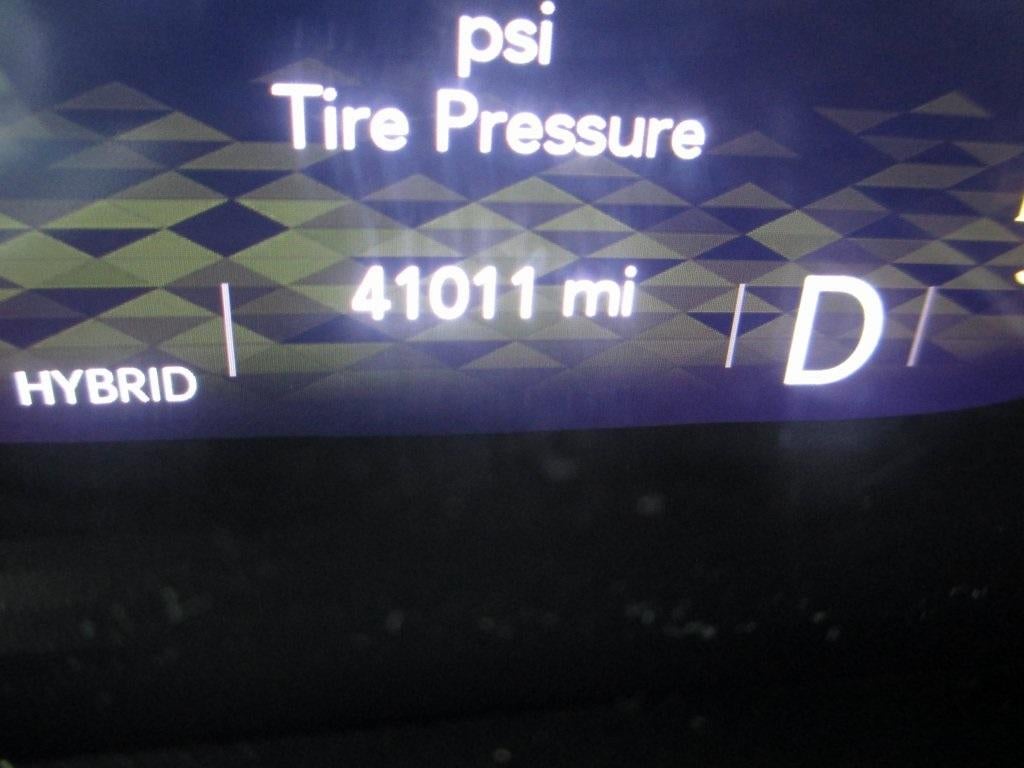 psi
Tire Pressure
41011 mi
D
HYBRID